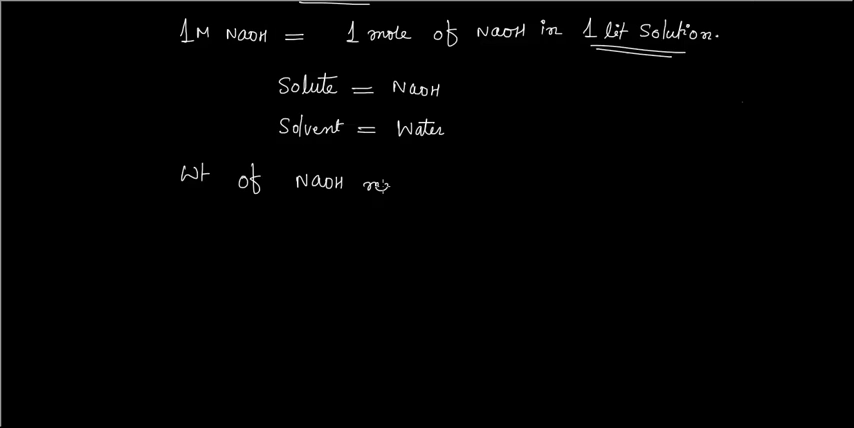 1M NaOH = 1 mole of NaOH in 1 lit Solution.
Solute = NaOH
Solvent = Water
Wt of NaOH